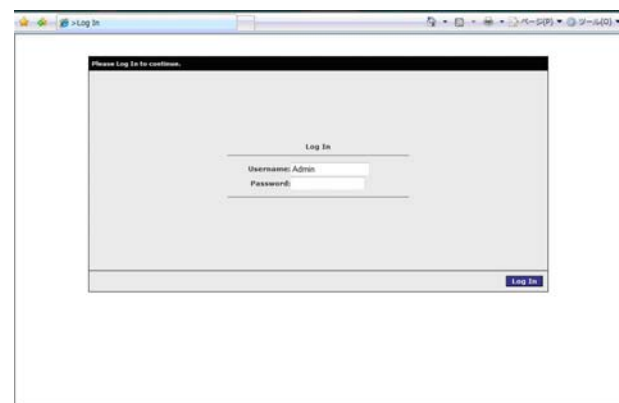 >Log In
ページ(P)
ツール(O)
Please Log In to continue.
Log In
Username: Admin
Password:
Log In